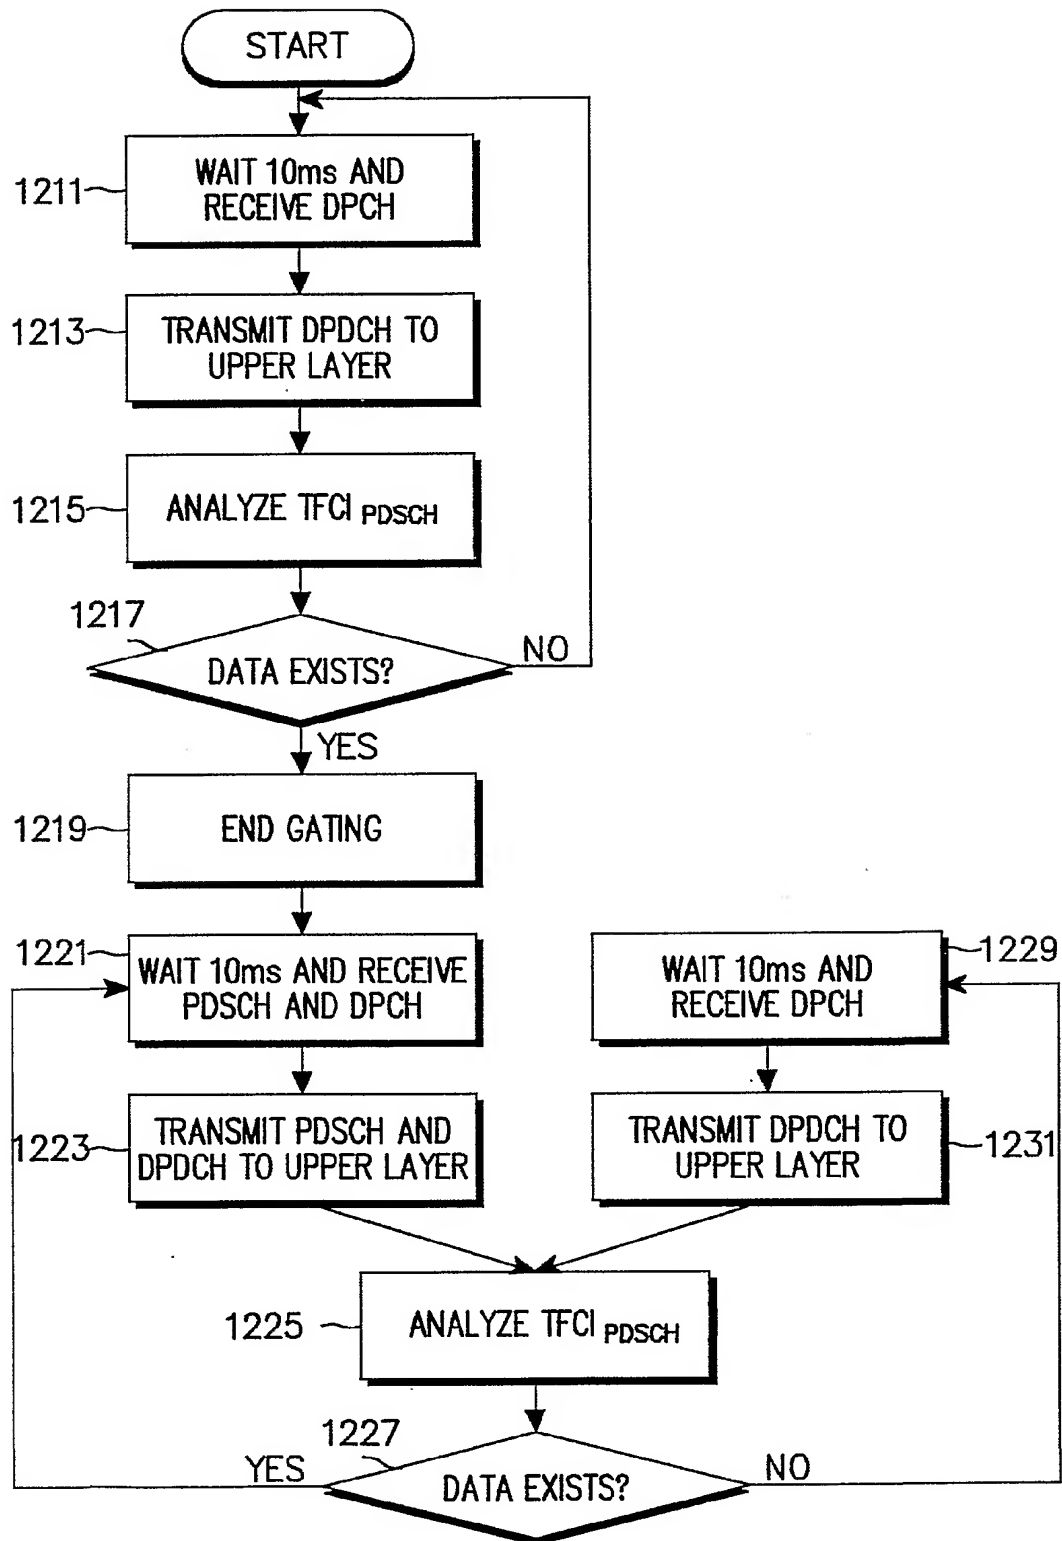 START
1211
WAIT 10ms AND
RECEIVE DPCH
1213
TRANSMIT DPDCH TO
UPPER LAYER
1215
ANALYZE TFCI PDSCH
1217
DATA EXISTS?
NO
YES
1219
END GATING
1221
WAIT 10ms AND RECEIVE
PDSCH AND DPCH
1229
WAIT 10ms AND
RECEIVE DPCH
1223
TRANSMIT PDSCH AND
DPDCH TO UPPER LAYER
1231
TRANSMIT DPDCH TO
UPPER LAYER
1225
ANALYZE TFCI PDSCH
1227
YES
DATA EXISTS?
NO